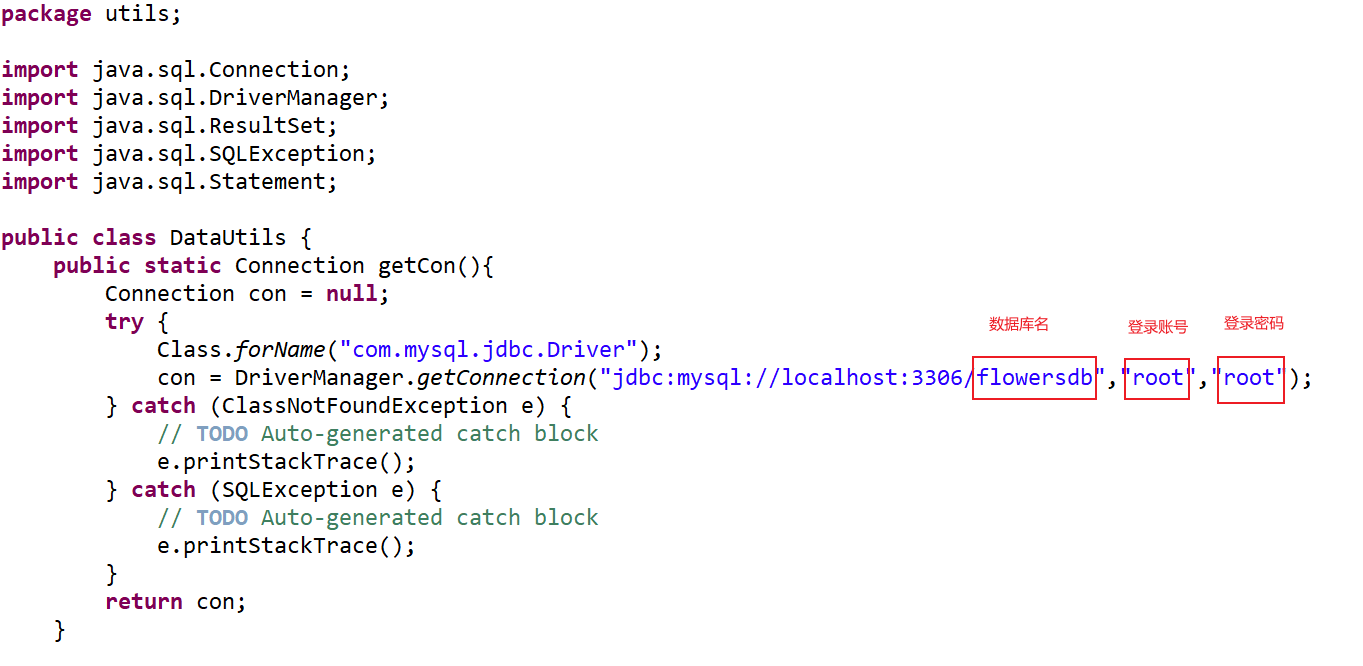 package utils;
import java.sql.Connection;
import java.sql.DriverManager;
import java.sql.ResultSet;
import java.sql.SQLException;
import java.sql.Statement;
public class DataUtils {
public static Connection getCon(){
Connection con = null;
try {
数据库名 登录账号 登录密码
Class.forName("com.mysql.jdbc.Driver");
con = DriverManager.getConnection("jdbc:mysql://localhost:3306/flowersdb","root","root");
} catch (ClassNotFoundException e) {
// TODO Auto-generated catch block
e.printStackTrace();
} catch (SQLException e) {
// TODO Auto-generated catch block
e.printStackTrace();
}
return con;
}